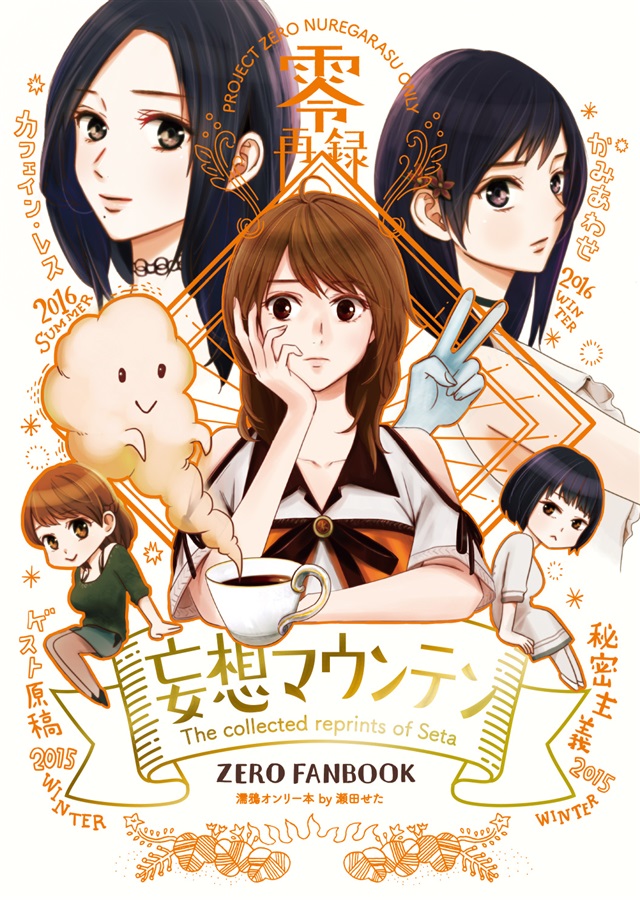 PROJECT ZERO NUREGARASU ONLY
零
再録
カフェイン・レス
2016
SUMMER
かみあわせ
2016
WINTER
ゲスト原稿
2015
WINTER
秘密主義
2015
WINTER
妄想マウンテン
The collected reprints of Seta
ZERO FANBOOK
濡鴉オンリー本 by 瀬田せた